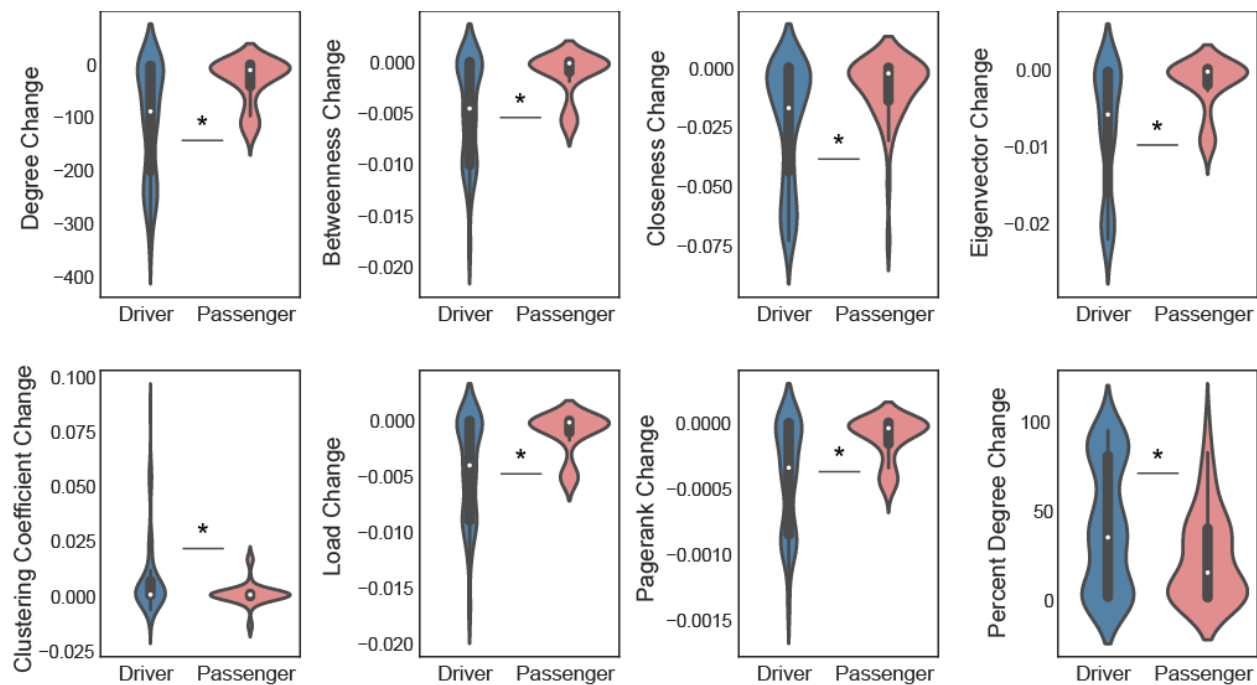 Degree Change
0
−100
−200
−300
−400
*
Driver Passenger
Betweenness Change
0.000
−0.005
−0.010
−0.015
−0.020
*
Driver Passenger
Closeness Change
0.000
−0.025
−0.050
−0.075
*
Driver Passenger
Eigenvector Change
0.00
−0.01
−0.02
*
Driver Passenger
Clustering Coefficient Change
0.100
0.075
0.050
0.025
0.000
−0.025
*
Driver Passenger
Load Change
0.000
−0.005
−0.010
−0.015
−0.020
*
Driver Passenger
Pagerank Change
0.0000
−0.0005
−0.0010
−0.0015
*
Driver Passenger
Percent Degree Change
100
50
0
*
Driver Passenger